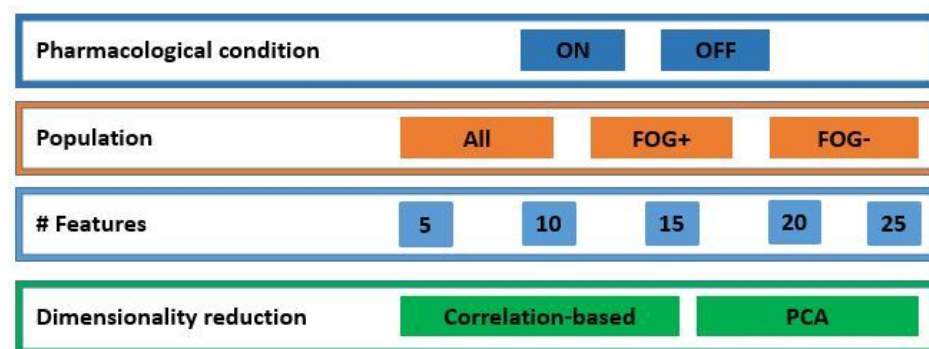 Pharmacological condition ON OFF
Population All FOG+ FOG-
# Features 5 10 15 20 25
Dimensionality reduction Correlation-based PCA